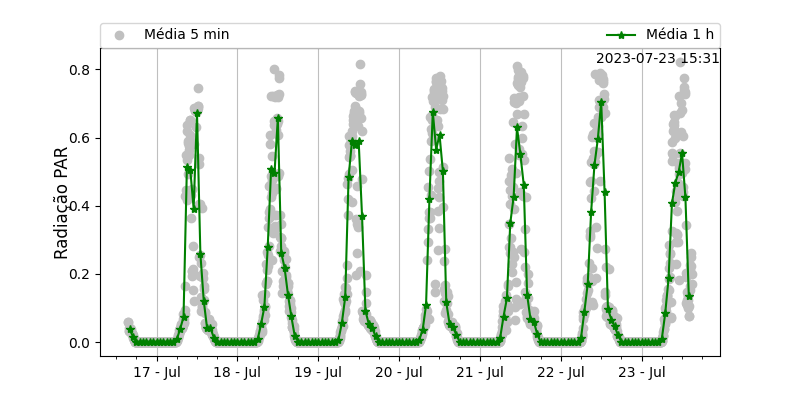 Média 5 min
Média 1 h
2023-07-23 15:31
Radiação PAR
0.8
0.6
0.4
0.2
0.0
17 - Jul
18 - Jul
19 - Jul
20 - Jul
21 - Jul
22 - Jul
23 - Jul